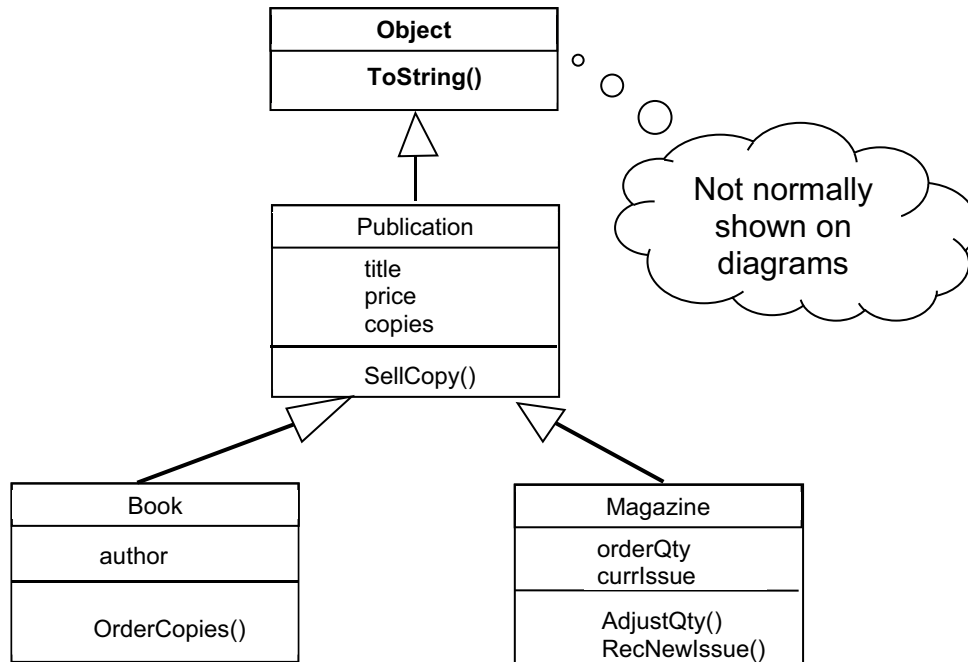 Object
ToString()
Not normally
shown on
diagrams
Publication
title
price
copies
SellCopy()
Book
author
OrderCopies()
Magazine
orderQty
currIssue
AdjustQty()
RecNewIssue()